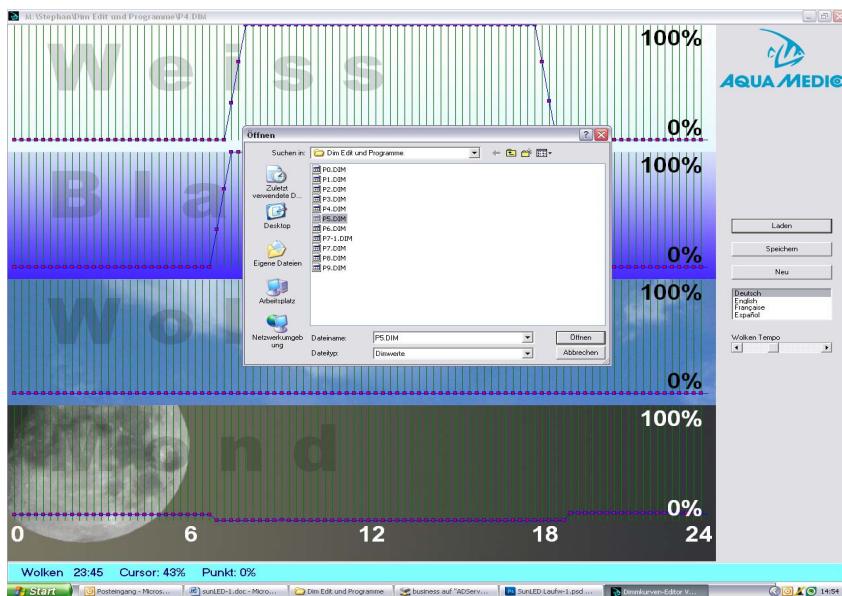 M:\Stephan\Dim Edit und Programme\P4.DIM
Weiss
100%
0%
AQUA MEDIC
Öffnen
Suchen in:
Dim Edit und Programme
Zuletzt
verwendete D...
Desktop
Eigene Dateien
Arbeitsplatz
Netzwerkumgeb
ung
P0.DIM
P1.DIM
P2.DIM
P3.DIM
P4.DIM
P5.DIM
P6.DIM
P7-1.DIM
P7.DIM
P8.DIM
P9.DIM
Dateiname:
P5.DIM
Öffnen
Dateityp:
Dimwerte
Abbrechen
Bla
100%
0%
Wol
100%
0%
Mond
100%
0%
0 6 12 18 24
Laden
Speichern
Neu
Deutsch
English
Française
Español
Wolken Tempo
Wolken 23:45 Cursor: 43% Punkt: 0%
Start
Posteingang - Micros...
sunLED-1.doc - Micro...
Dim Edit und Programme
business auf "ADServ...
SunLED Laufw-1.psd ...
Dimmkurven-Editor V...
14:54